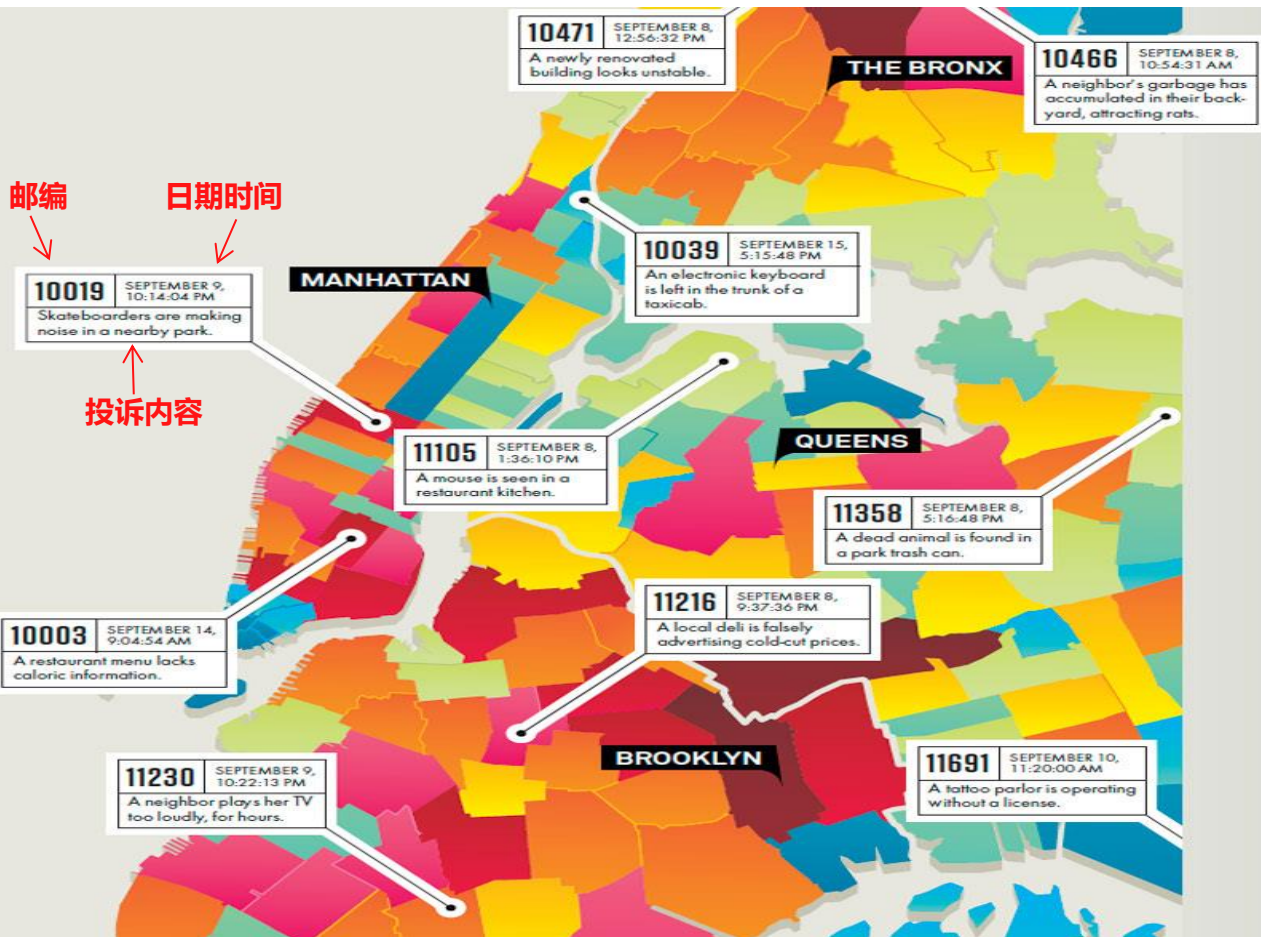 10471
SEPTEMBER 8,
12:56:32 PM
A newly renovated
building looks unstable.
THE BRONX
10466
SEPTEMBER 8,
10:54:31 AM
A neighbor's garbage has
accumulated in their back-
yard, attracting rats.
邮编
日期时间
10039
SEPTEMBER 15,
5:15:48 PM
An electronic keyboard
is left in the trunk of a
taxicab.
MANHATTAN
10019
SEPTEMBER 9,
10:14:04 PM
Skateboarders are making
noise in a nearby park.
投诉内容
11105
SEPTEMBER 8,
1:36:10 PM
A mouse is seen in a
restaurant kitchen.
QUEENS
11358
SEPTEMBER 8,
5:16:48 PM
A dead animal is found in
a park trash can.
11216
SEPTEMBER 8,
9:37:36 PM
A local deli is falsely
advertising cold-cut prices.
10003
SEPTEMBER 14,
9:04:54 AM
A restaurant menu lacks
caloric information.
BROOKLYN
11230
SEPTEMBER 9,
10:22:13 PM
A neighbor plays her TV
too loudly, for hours.
11691
SEPTEMBER 10,
11:20:00 AM
A tattoo parlor is operating
without a license.